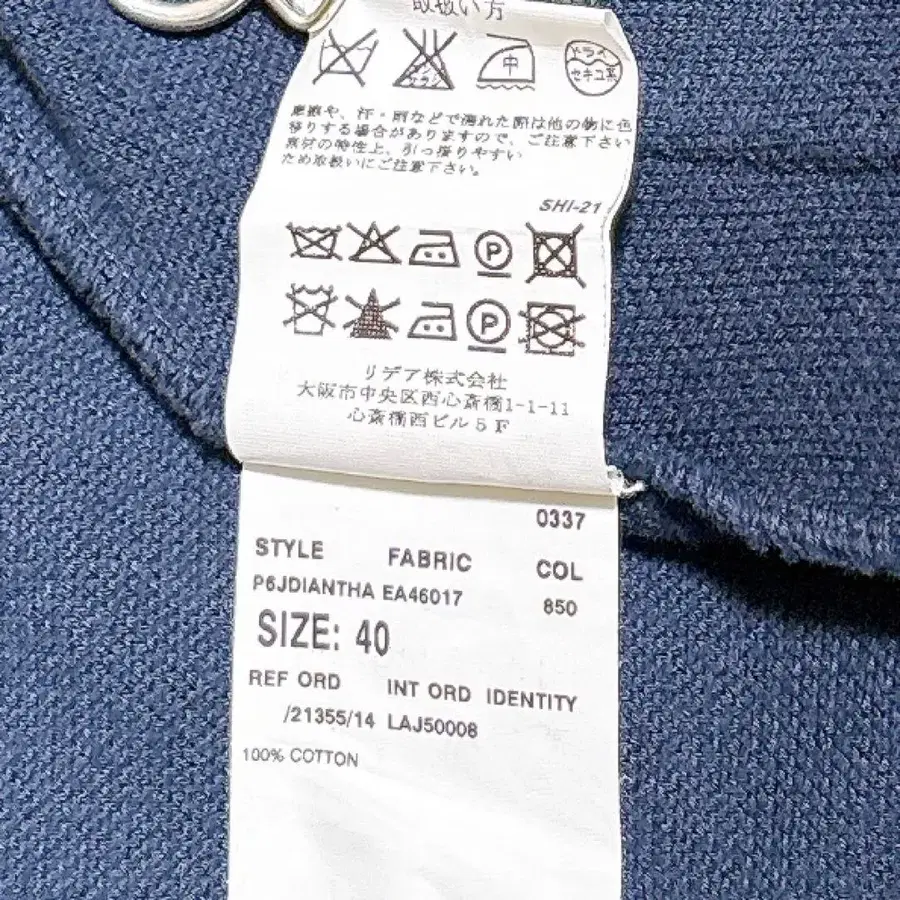 取扱い方
中
ドライ
セキユ系
摩擦や、汗・雨などで濡れた際は他の物に色
移りする場合がありますので、ご注意下さい
素材の特性上、引っ掛りやすい
ため取扱いにご注意下さい。
SHI-21
P
P
リデア株式会社
大阪市中央区西心斎橋1-1-11
心斎橋西ビル5F
0337
STYLE FABRIC COL
P6JDIANTHA EA46017 850
SIZE: 40
REF ORD INT ORD IDENTITY
/21355/14 LAJ50008
100% COTTON